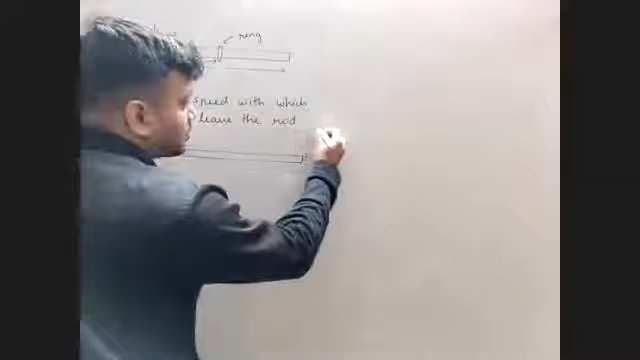 ring
speed with which
leave the rod